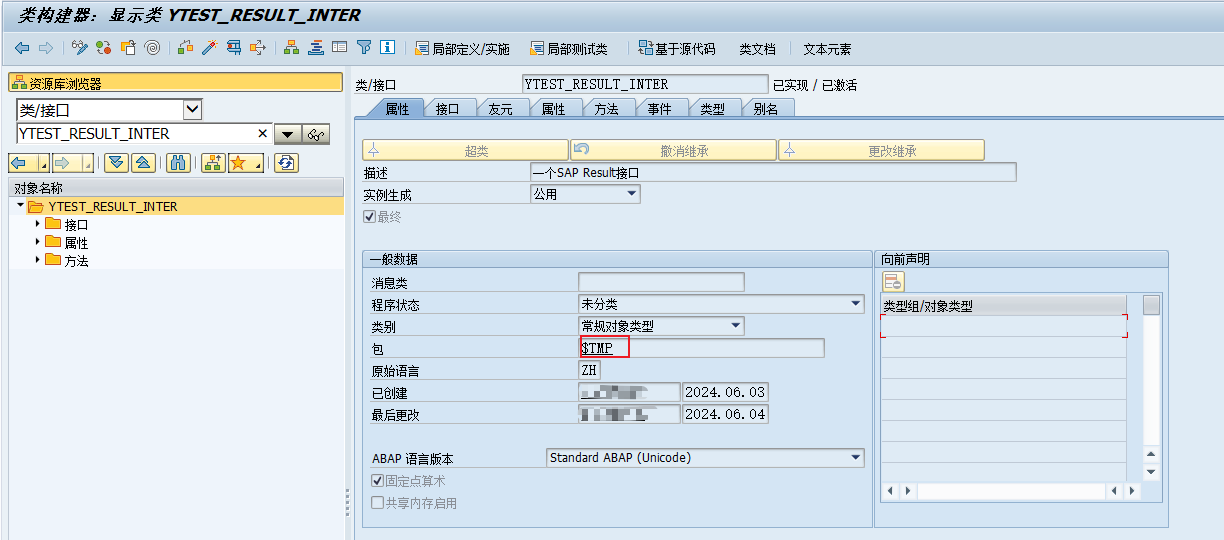 类构建器：显示类 YTEST_RESULT_INTER
局部定义/实施 局部测试类 基于源代码 类文档 文本元素
资源库浏览器
类/接口
YTEST_RESULT_INTER
对象名称
YTEST_RESULT_INTER
接口
属性
方法
类/接口 YTEST_RESULT_INTER 已实现 / 已激活
属性 接口 友元 属性 方法 事件 类型 别名
超类 撤消继承 更改继承
描述 一个SAP Result接口
实例生成 公用
最终
一般数据 向前声明
消息类
程序状态 未分类
类型组/对象类型
类别 常规对象类型
包 $TMP
原始语言 ZH
已创建 2024.06.03
最后更改 2024.06.04
ABAP 语言版本 Standard ABAP (Unicode)
固定点算术
共享内存启用